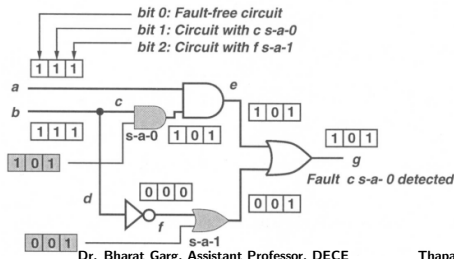 bit 0: Fault-free circuit
bit 1: Circuit with c s-a-0
bit 2: Circuit with f s-a-1
1 1 1
a
e
b
c
1 0 1
1 1 1
s-a-0
1 0 1
1 0 1
1 0 1
g
Fault c s-a- 0 detected
d
0 0 0
0 0 1
f
0 0 1
s-a-1
Dr. Bharat Garg, Assistant Professor, DECE
Thapa